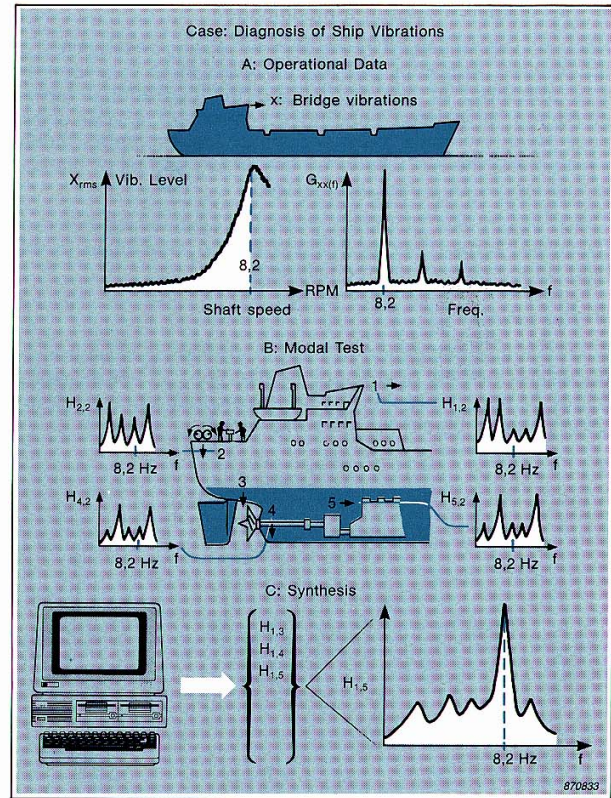 Case: Diagnosis of Ship Vibrations
A: Operational Data
x: Bridge vibrations
Xrms Vib. Level
8,2
RPM
Shaft speed
Gxx(f)
8,2
f
Freq.
B: Modal Test
H2,2
8,2 Hz
f
1
2
H1,2
8,2 Hz
f
H4,2
8,2 Hz
f
3
4
5
H5,2
8,2 Hz
f
C: Synthesis
H1,3
H1,4
H1,5
H1,5
8,2 Hz
f
870833